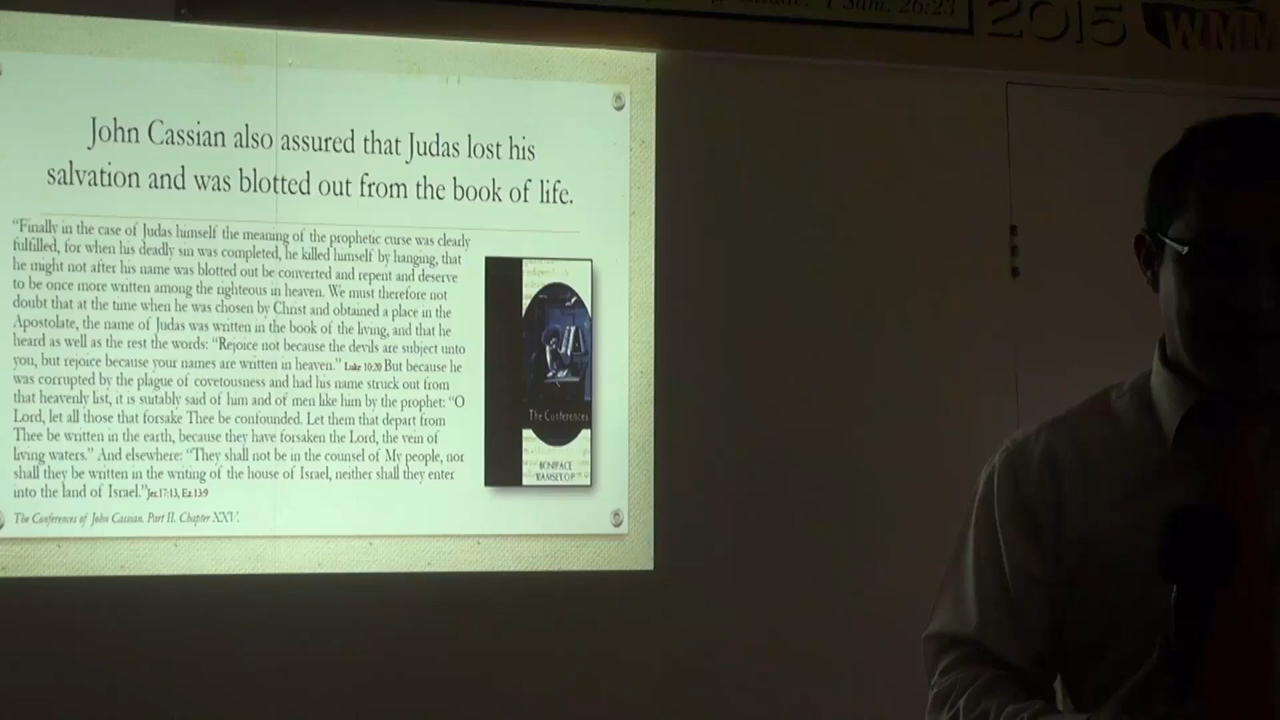 1 Sam. 26:23
2015
WMM
John Cassian also assured that Judas lost his
salvation and was blotted out from the book of life.
“Finally in the case of Judas himself the meaning of the prophetic curse was clearly
fulfilled, for when his deadly sin was completed, he killed himself by hanging, that
he might not after his name was blotted out be converted and repent and deserve
to be once more written among the righteous in heaven. We must therefore not
doubt that at the time when he was chosen by Christ and obtained a place in the
Apostolate, the name of Judas was written in the book of the living, and that he
heard as well as the rest the words: “Rejoice not because the devils are subject unto
you, but rejoice because your names are written in heaven.” Luke 10:20 But because he
was corrupted by the plague of covetousness and had his name struck out from
that heavenly list, it is suitably said of him and of men like him by the prophet: “O
Lord, let all those that forsake Thee be confounded. Let them that depart from
Thee be written in the earth, because they have forsaken the Lord, the vein of
living waters.” And elsewhere: “They shall not be in the counsel of My people, nor
shall they be written in the writing of the house of Israel, neither shall they enter
into the land of Israel.” Jer. 17:13, Ez. 13:9
The Conferences of John Cassian. Part II. Chapter XXV.
The Conferences
BONIFACE
RAMSEY, OP